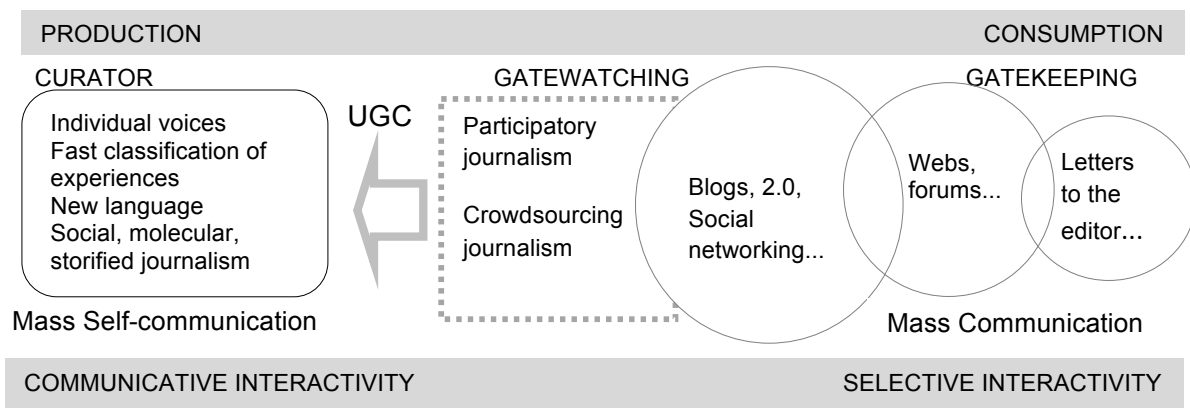 PRODUCTION CONSUMPTION
CURATOR GATEWATCHING GATEKEEPING
Individual voices
Fast classification of
experiences
New language
Social, molecular,
storified journalism
UGC
Participatory
journalism
Crowdsourcing
journalism
Blogs, 2.0,
Social
networking...
Webs,
forums...
Letters
to the
editor...
Mass Self-communication Mass Communication
COMMUNICATIVE INTERACTIVITY SELECTIVE INTERACTIVITY